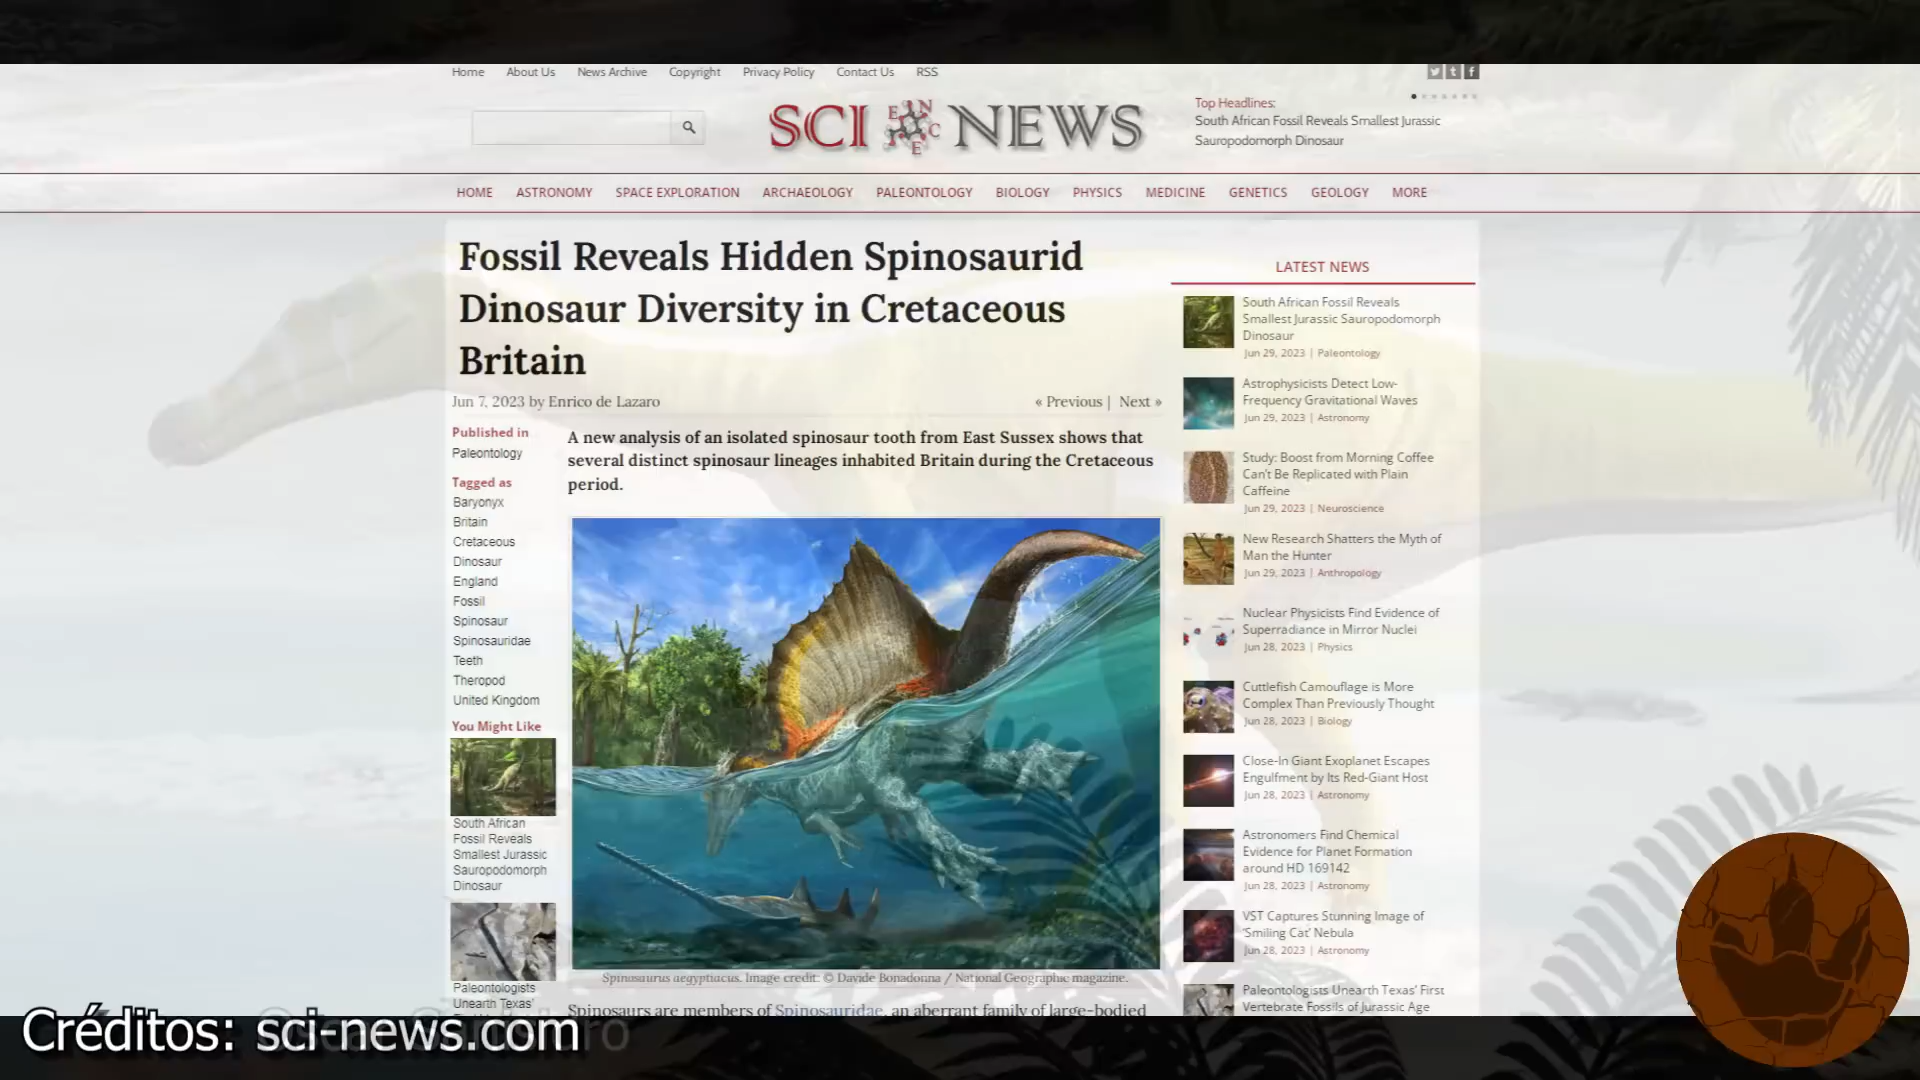 Home About Us News Archive Copyright Privacy Policy Contact Us RSS
SCI SCIENCE NEWS
Top Headlines:
South African Fossil Reveals Smallest Jurassic
Sauropodomorph Dinosaur
HOME ASTRONOMY SPACE EXPLORATION ARCHAEOLOGY PALEONTOLOGY BIOLOGY PHYSICS MEDICINE GENETICS GEOLOGY MORE
Fossil Reveals Hidden Spinosaurid
Dinosaur Diversity in Cretaceous
Britain
Jun 7, 2023 by Enrico de Lazaro
« Previous | Next »
Published in
Paleontology
Tagged as
Baryonyx
Britain
Cretaceous
Dinosaur
England
Fossil
Spinosaur
Spinosauridae
Teeth
Theropod
United Kingdom
You Might Like
South African
Fossil Reveals
Smallest Jurassic
Sauropodomorph
Dinosaur
Paleontologists
Unearth Texas'
A new analysis of an isolated spinosaur tooth from East Sussex shows that
several distinct spinosaur lineages inhabited Britain during the Cretaceous
period.
Spinosaurus aegyptiacus. Image credit: © Davide Bonadonna / National Geographic magazine.
Spinosaurs are members of Spinosauridae, an aberrant family of large-bodied
LATEST NEWS
South African Fossil Reveals
Smallest Jurassic Sauropodomorph
Dinosaur
Jun 29, 2023 | Paleontology
Astrophysicists Detect Low-
Frequency Gravitational Waves
Jun 29, 2023 | Astronomy
Study: Boost from Morning Coffee
Can't Be Replicated with Plain
Caffeine
Jun 29, 2023 | Neuroscience
New Research Shatters the Myth of
Man the Hunter
Jun 29, 2023 | Anthropology
Nuclear Physicists Find Evidence of
Superradiance in Mirror Nuclei
Jun 28, 2023 | Physics
Cuttlefish Camouflage is More
Complex Than Previously Thought
Jun 28, 2023 | Biology
Close-In Giant Exoplanet Escapes
Engulfment by Its Red-Giant Host
Jun 28, 2023 | Astronomy
Astronomers Find Chemical
Evidence for Planet Formation
around HD 169142
Jun 28, 2023 | Astronomy
VST Captures Stunning Image of
'Smiling Cat' Nebula
Jun 28, 2023 | Astronomy
Paleontologists Unearth Texas' First
Vertebrate Fossils of Jurassic Age
Créditos: sci-news.com